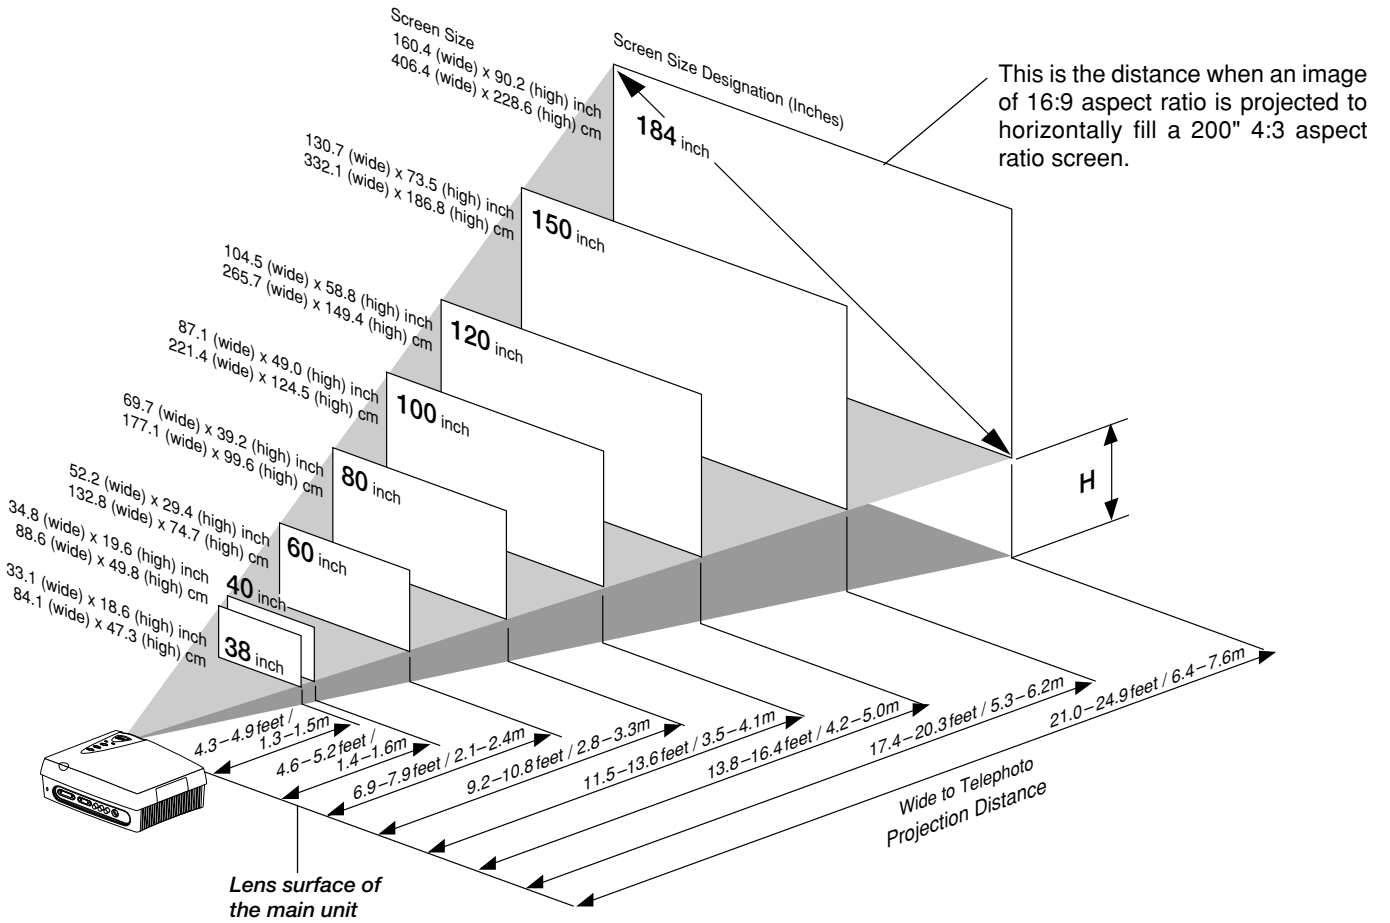 Screen Size
160.4 (wide) x 90.2 (high) inch
406.4 (wide) x 228.6 (high) cm
Screen Size Designation (Inches)
This is the distance when an image
of 16:9 aspect ratio is projected to
horizontally fill a 200" 4:3 aspect
ratio screen.
184 inch
130.7 (wide) x 73.5 (high) inch
332.1 (wide) x 186.8 (high) cm
150 inch
104.5 (wide) x 58.8 (high) inch
265.7 (wide) x 149.4 (high) cm
120 inch
87.1 (wide) x 49.0 (high) inch
221.4 (wide) x 124.5 (high) cm
100 inch
69.7 (wide) x 39.2 (high) inch
177.1 (wide) x 99.6 (high) cm
80 inch
52.2 (wide) x 29.4 (high) inch
132.8 (wide) x 74.7 (high) cm
60 inch
34.8 (wide) x 19.6 (high) inch
88.6 (wide) x 49.8 (high) cm
40 inch
33.1 (wide) x 18.6 (high) inch
84.1 (wide) x 47.3 (high) cm
38 inch
H
4.3–4.9 feet /
1.3–1.5m
4.6–5.2 feet /
1.4–1.6m
6.9–7.9 feet / 2.1–2.4m
9.2–10.8 feet / 2.8–3.3m
11.5–13.6 feet / 3.5–4.1m
13.8–16.4 feet / 4.2–5.0m
17.4–20.3 feet / 5.3–6.2m
21.0–24.9 feet / 6.4–7.6m
Wide to Telephoto
Projection Distance
Lens surface of
the main unit